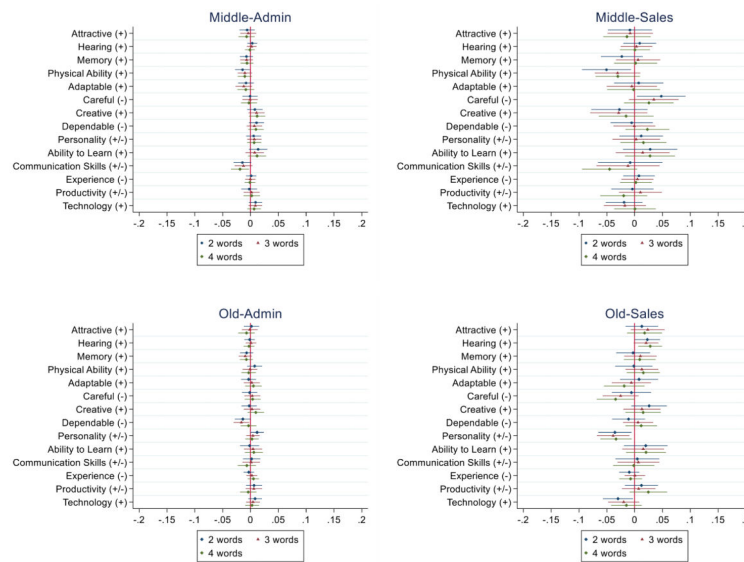 Middle-Admin
Attractive (+)
Hearing (+)
Memory (+)
Physical Ability (+)
Adaptable (+)
Careful (-)
Creative (+)
Dependable (-)
Personality (+/-)
Ability to Learn (+)
Communication Skills (+/-)
Experience (-)
Productivity (+/-)
Technology (+)
-.2 -.15 -.1 -.05 0 .05 .1 .15 .2
2 words 3 words
4 words
Middle-Sales
Attractive (+)
Hearing (+)
Memory (+)
Physical Ability (+)
Adaptable (+)
Careful (-)
Creative (+)
Dependable (-)
Personality (+/-)
Ability to Learn (+)
Communication Skills (+/-)
Experience (-)
Productivity (+/-)
Technology (+)
-.2 -.15 -.1 -.05 0 .05 .1 .15
2 words 3 words
4 words
Old-Admin
Attractive (+)
Hearing (+)
Memory (+)
Physical Ability (+)
Adaptable (+)
Careful (-)
Creative (+)
Dependable (-)
Personality (+/-)
Ability to Learn (+)
Communication Skills (+/-)
Experience (-)
Productivity (+/-)
Technology (+)
-.2 -.15 -.1 -.05 0 .05 .1 .15 .2
2 words 3 words
4 words
Old-Sales
Attractive (+)
Hearing (+)
Memory (+)
Physical Ability (+)
Adaptable (+)
Careful (-)
Creative (+)
Dependable (-)
Personality (+/-)
Ability to Learn (+)
Communication Skills (+/-)
Experience (-)
Productivity (+/-)
Technology (+)
-.2 -.15 -.1 -.05 0 .05 .1 .15
2 words 3 words
4 words